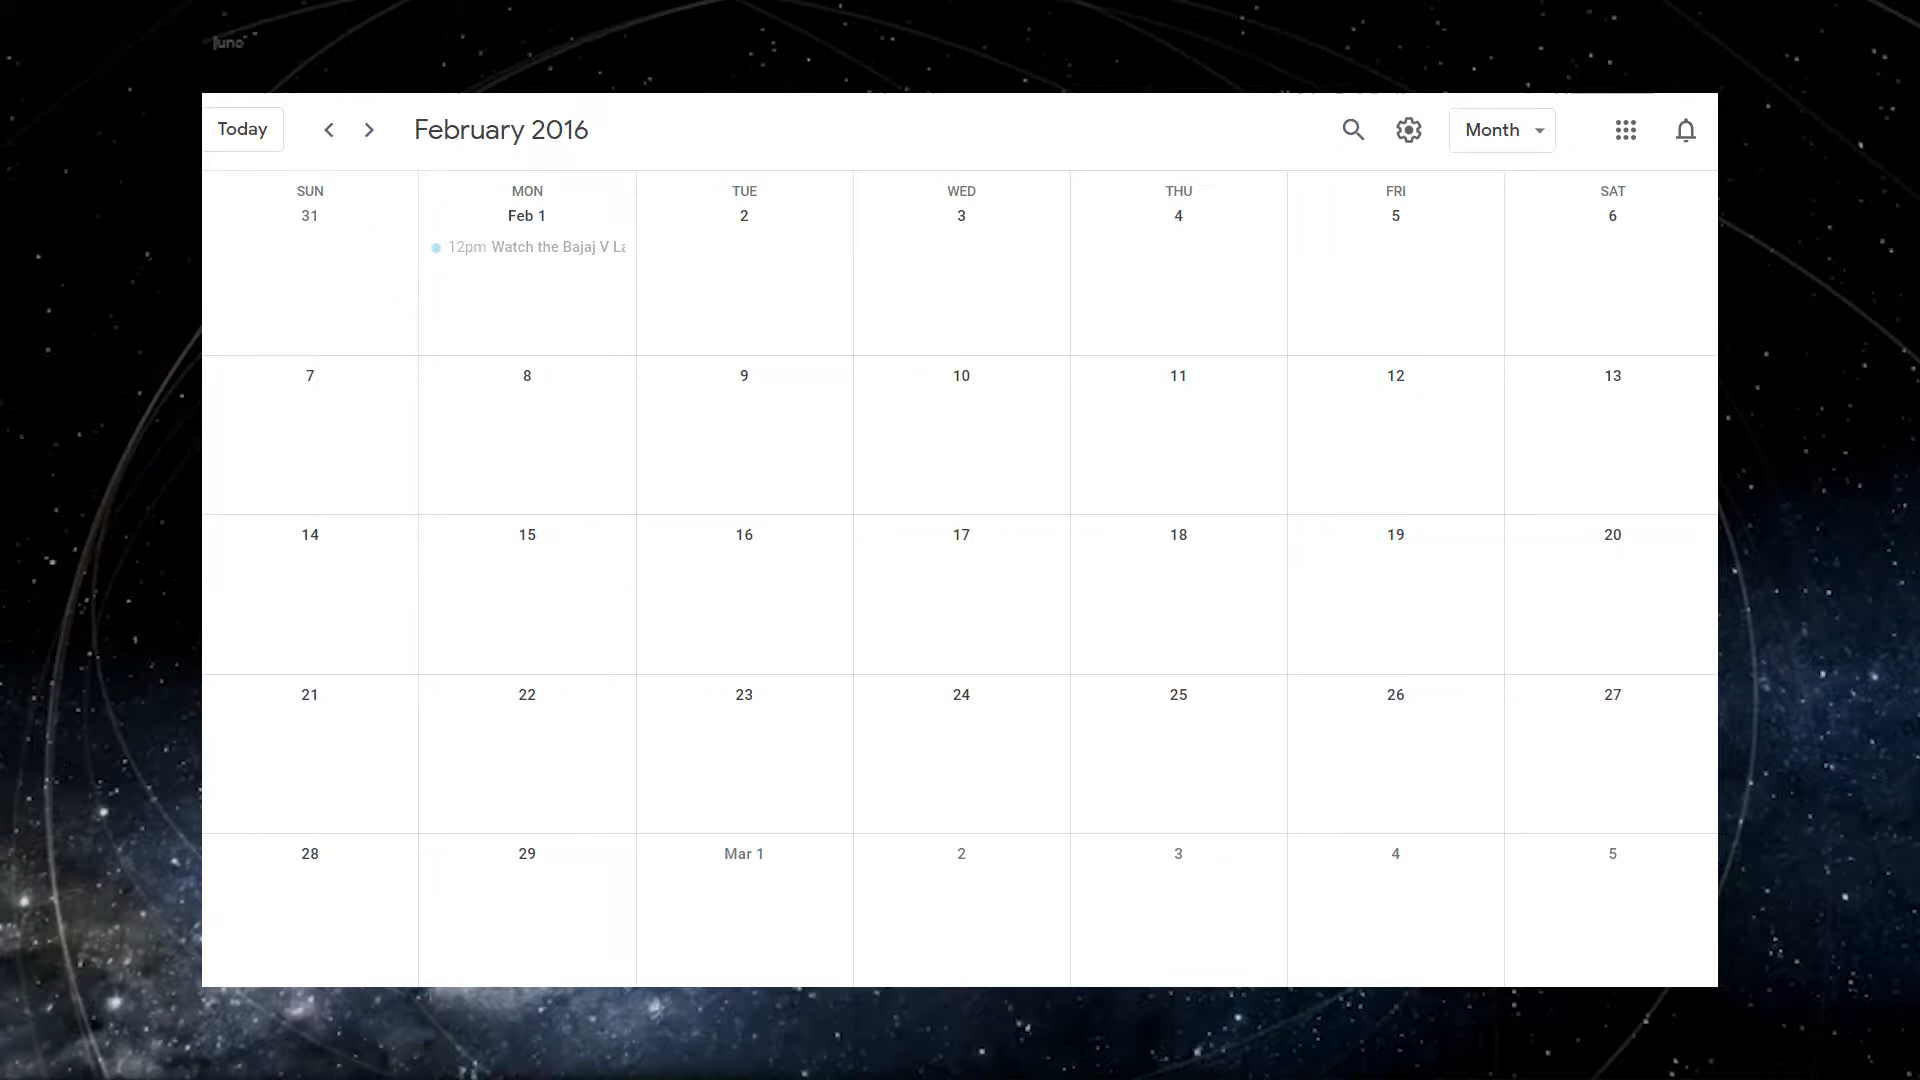 Juno
Today
February 2016
Month
SUN MON TUE WED THU FRI SAT
31 Feb 1 2 3 4 5 6
12pm Watch the Bajaj V La
7 8 9 10 11 12 13
14 15 16 17 18 19 20
21 22 23 24 25 26 27
28 29 Mar 1 2 3 4 5